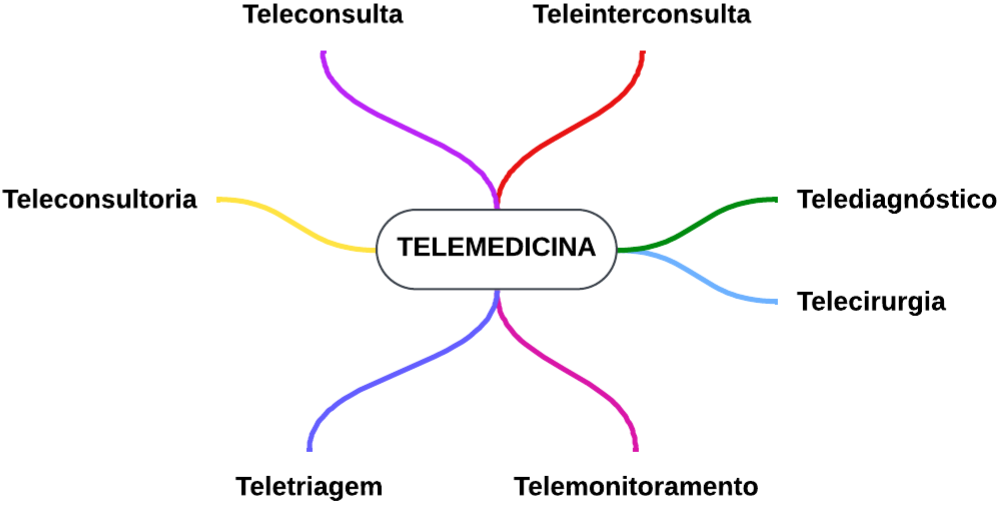 Teleconsulta
Teleinterconsulta
Teleconsultoria
Telediagnóstico
TELEMEDICINA
Telecirurgia
Teletriagem
Telemonitoramento